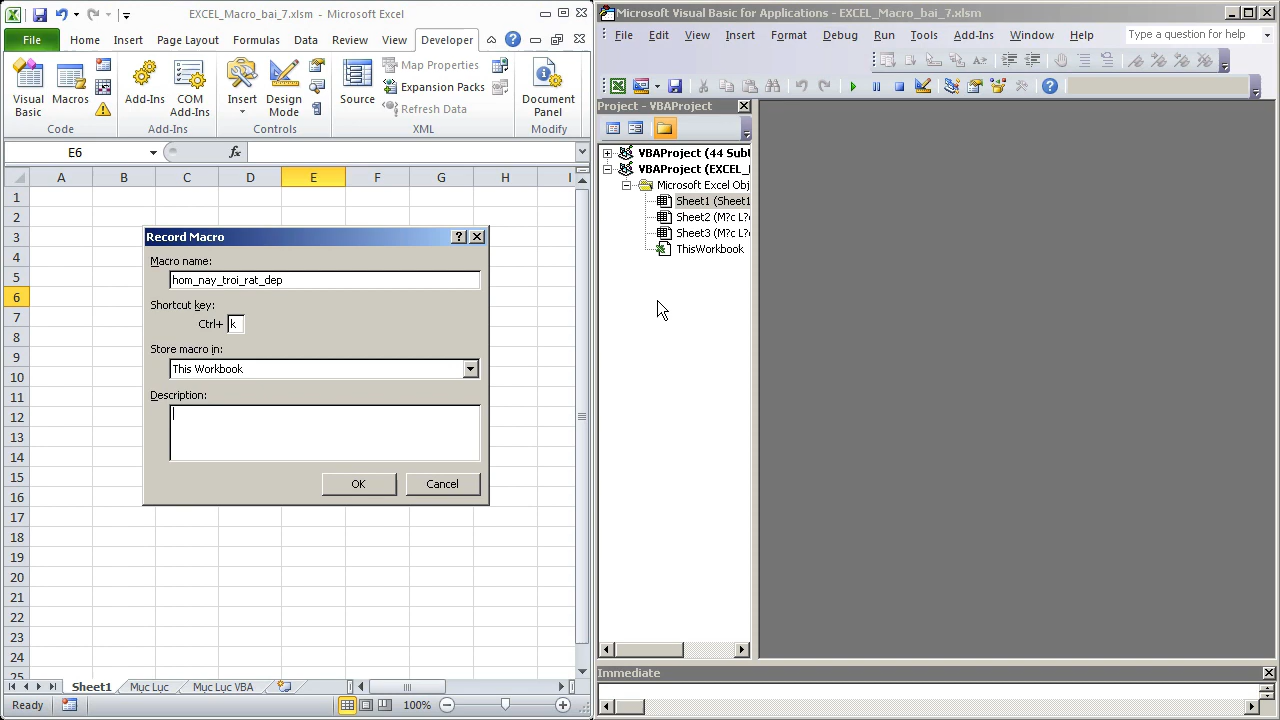 EXCEL_Macro_bai_7.xlsm - Microsoft Excel
File Home Insert Page Layout Formulas Data Review View Developer
Visual Basic
Macros
Code
Add-Ins
COM Add-Ins
Add-Ins
Insert
Design Mode
Controls
Source
Map Properties
Expansion Packs
Refresh Data
XML
Document Panel
Modify
E6
fx
A B C D E F G H I
1
2
3
4
5
6
7
8
9
10
11
12
13
14
15
16
17
18
19
20
21
22
23
24
25
Record Macro
Macro name:
hom_nay_troi_rat_dep
Shortcut key:
Ctrl+ k
Store macro in:
This Workbook
Description:
OK Cancel
Sheet1 Mục Lục Mục Lục VBA
Ready 100%
Microsoft Visual Basic for Applications - EXCEL_Macro_bai_7.xlsm
File Edit View Insert Format Debug Run Tools Add-Ins Window Help
Type a question for help
Project - VBAProject
VBAProject (44 Sub
VBAProject (EXCEL_
Microsoft Excel Obj
Sheet1 (Sheet1
Sheet2 (M?c L?
Sheet3 (M?c L?
ThisWorkbook
Immediate